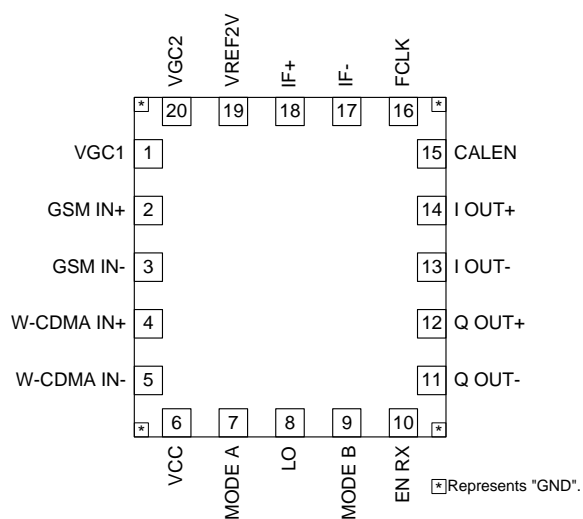 VGC2
VREF2V
IF+
IF-
FCLK
* 20 19 18 17 16 *
VGC1 1 15 CALEN
GSM IN+ 2 14 I OUT+
GSM IN- 3 13 I OUT-
W-CDMA IN+ 4 12 Q OUT+
W-CDMA IN- 5 11 Q OUT-
* 6 7 8 9 10 *
VCC
MODE A
LO
MODE B
EN RX
* Represents "GND".